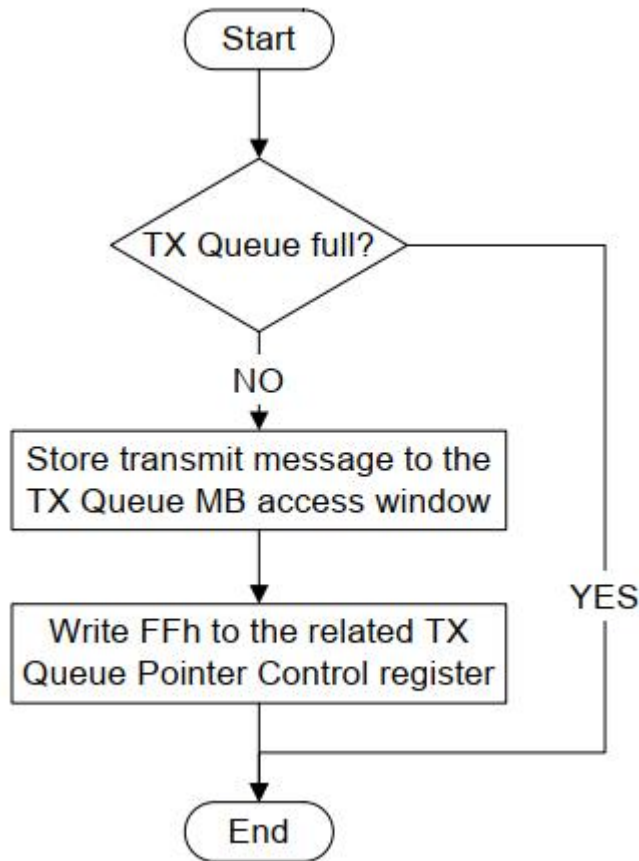 Start
TX Queue full?
NO
Store transmit message to the
TX Queue MB access window
YES
Write FFh to the related TX
Queue Pointer Control register
End